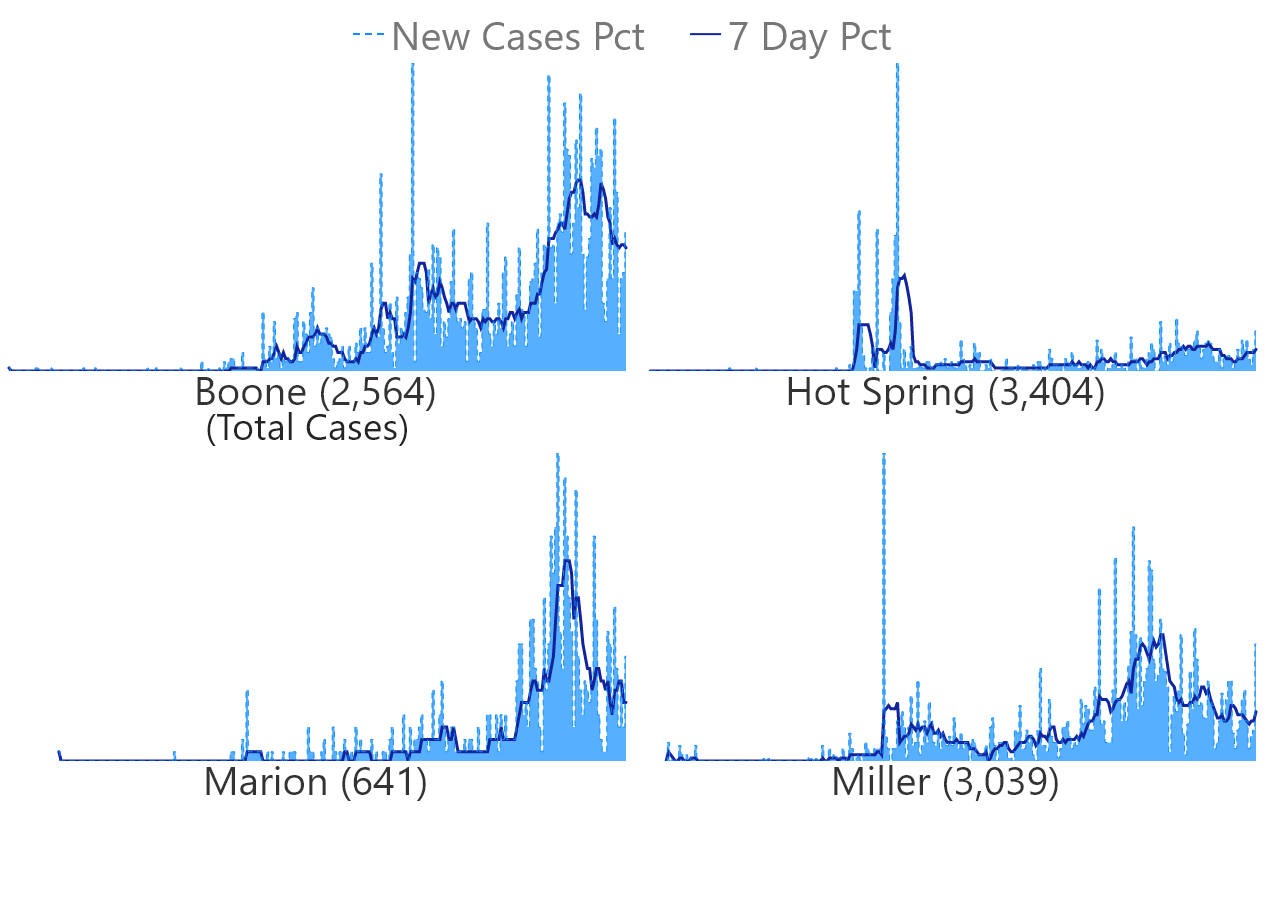 New Cases Pct 7 Day Pct
Boone (2,564) Hot Spring (3,404)
(Total Cases)
Marion (641) Miller (3,039)